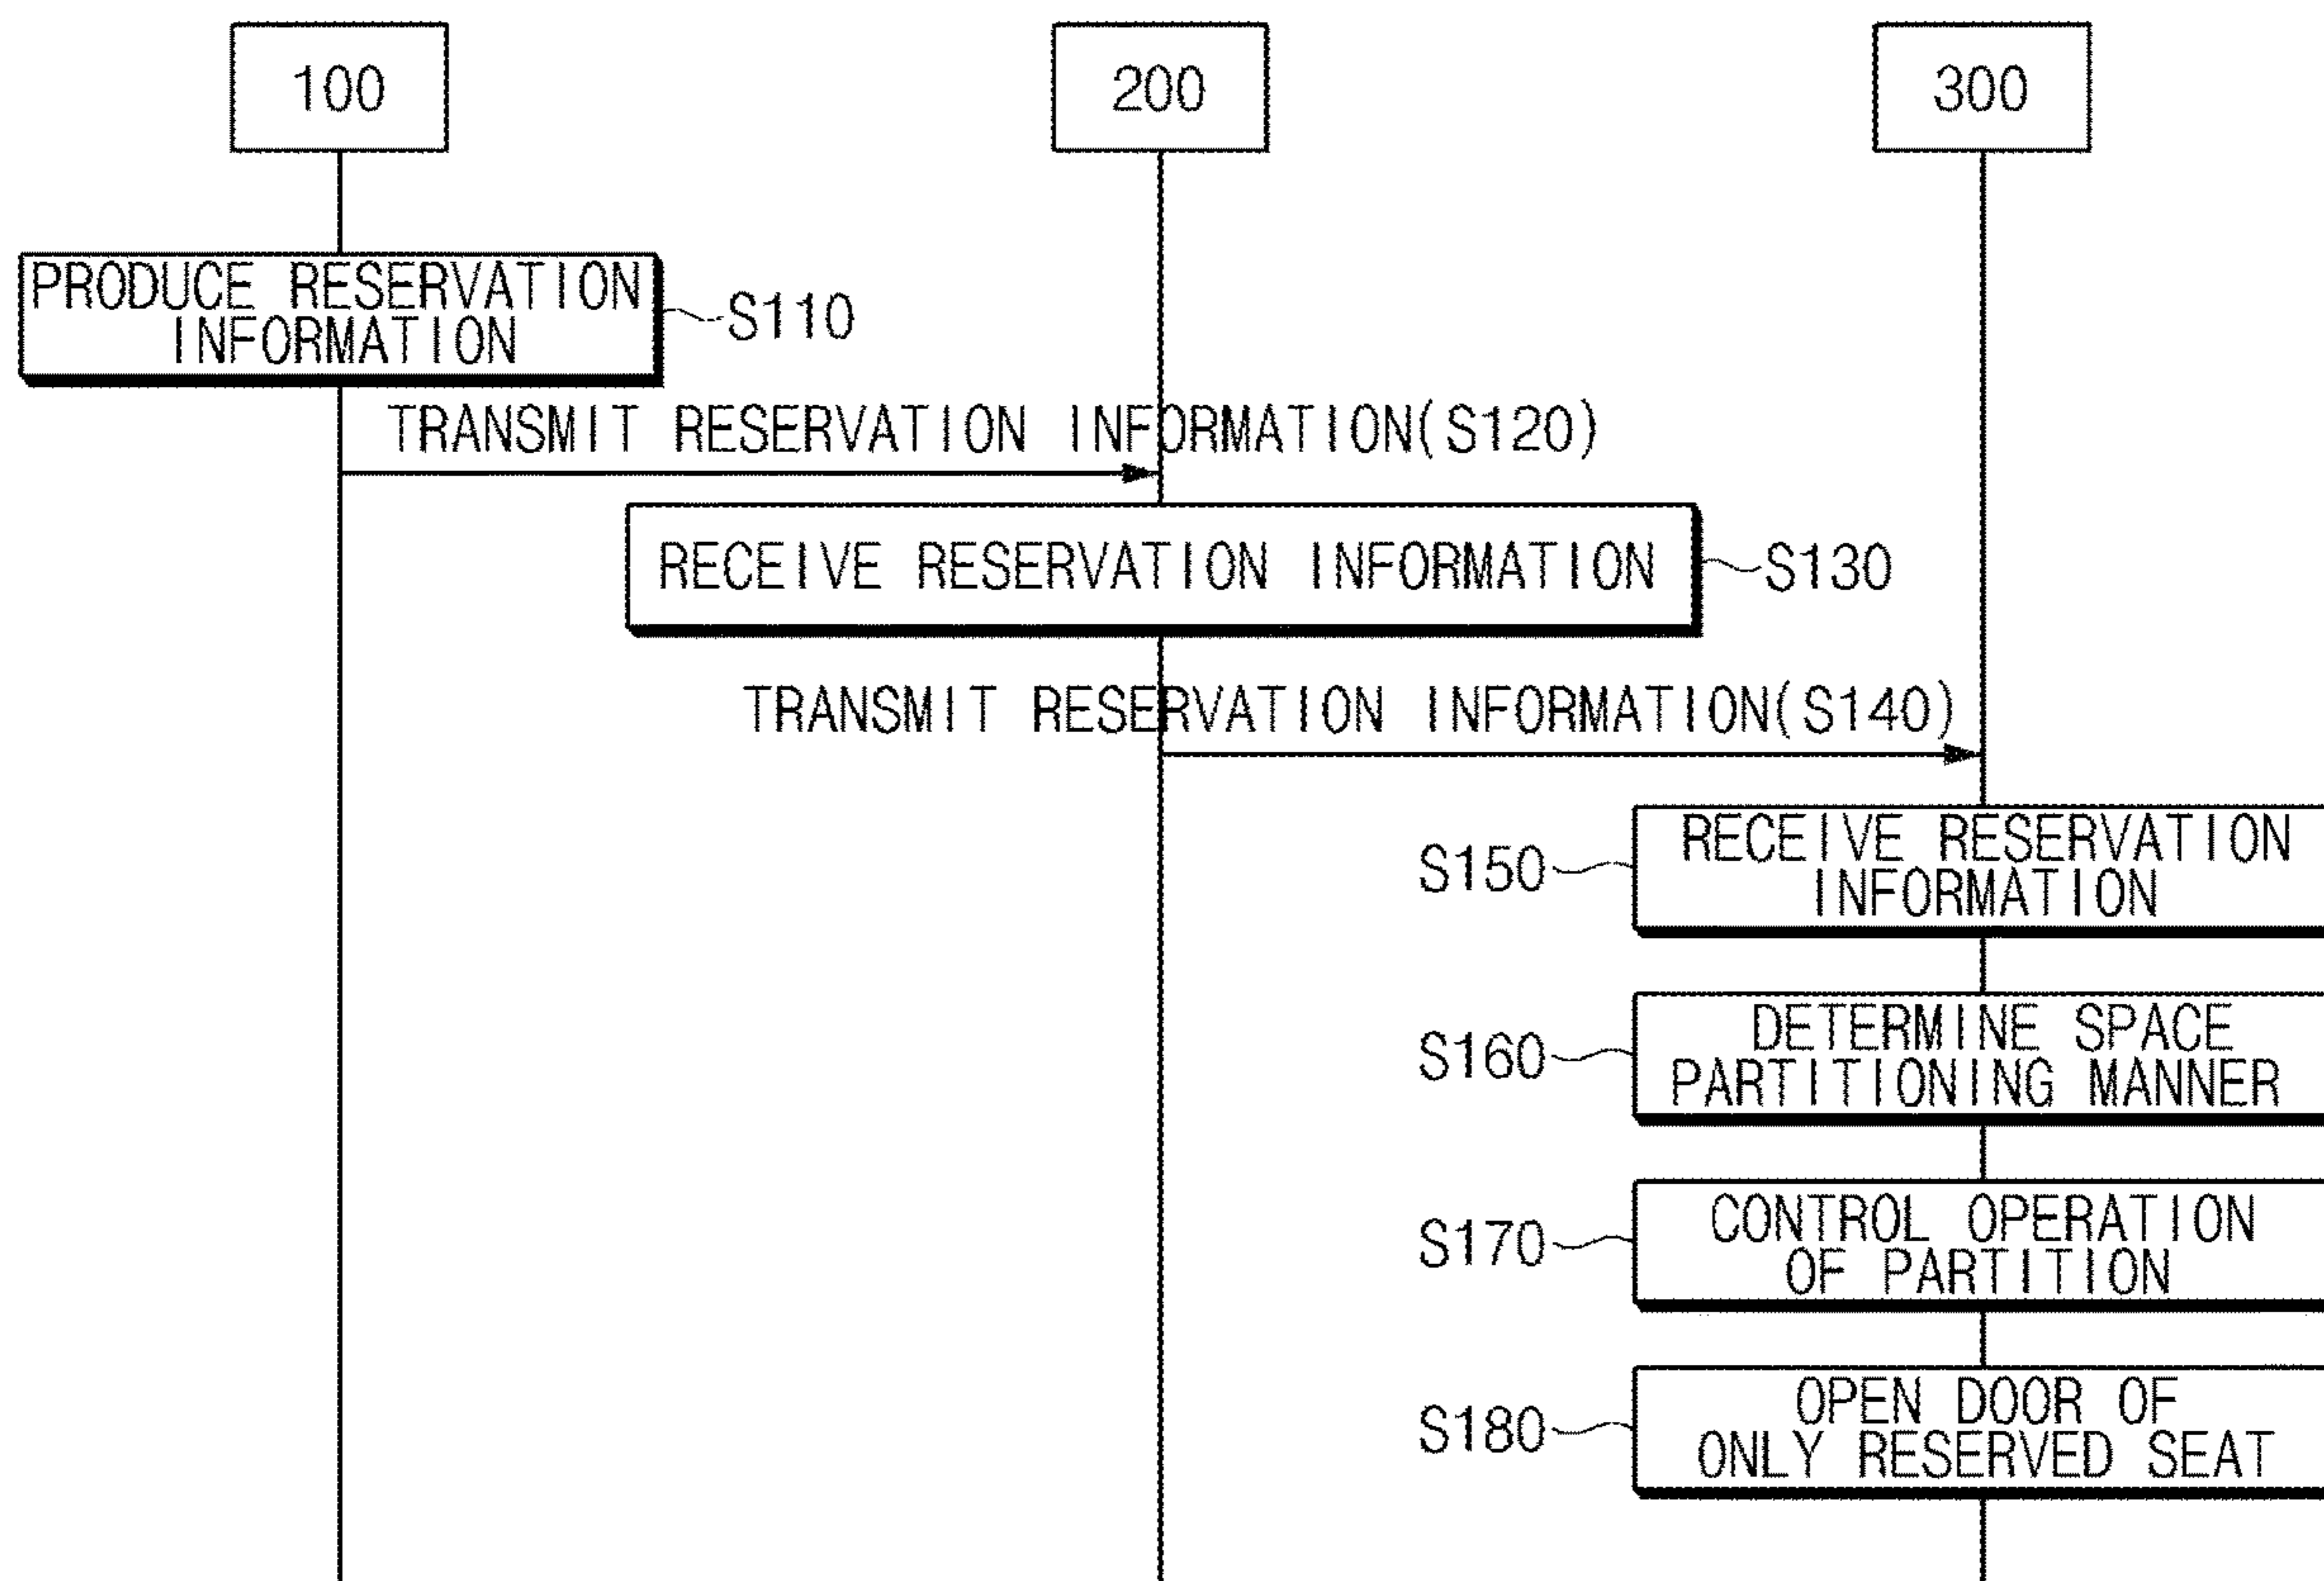 100
200
300
PRODUCE RESERVATION
INFORMATION
S110
TRANSMIT RESERVATION INFORMATION(S120)
RECEIVE RESERVATION INFORMATION
S130
TRANSMIT RESERVATION INFORMATION(S140)
S150
RECEIVE RESERVATION
INFORMATION
S160
DETERMINE SPACE
PARTITIONING MANNER
S170
CONTROL OPERATION
OF PARTITION
S180
OPEN DOOR OF
ONLY RESERVED SEAT